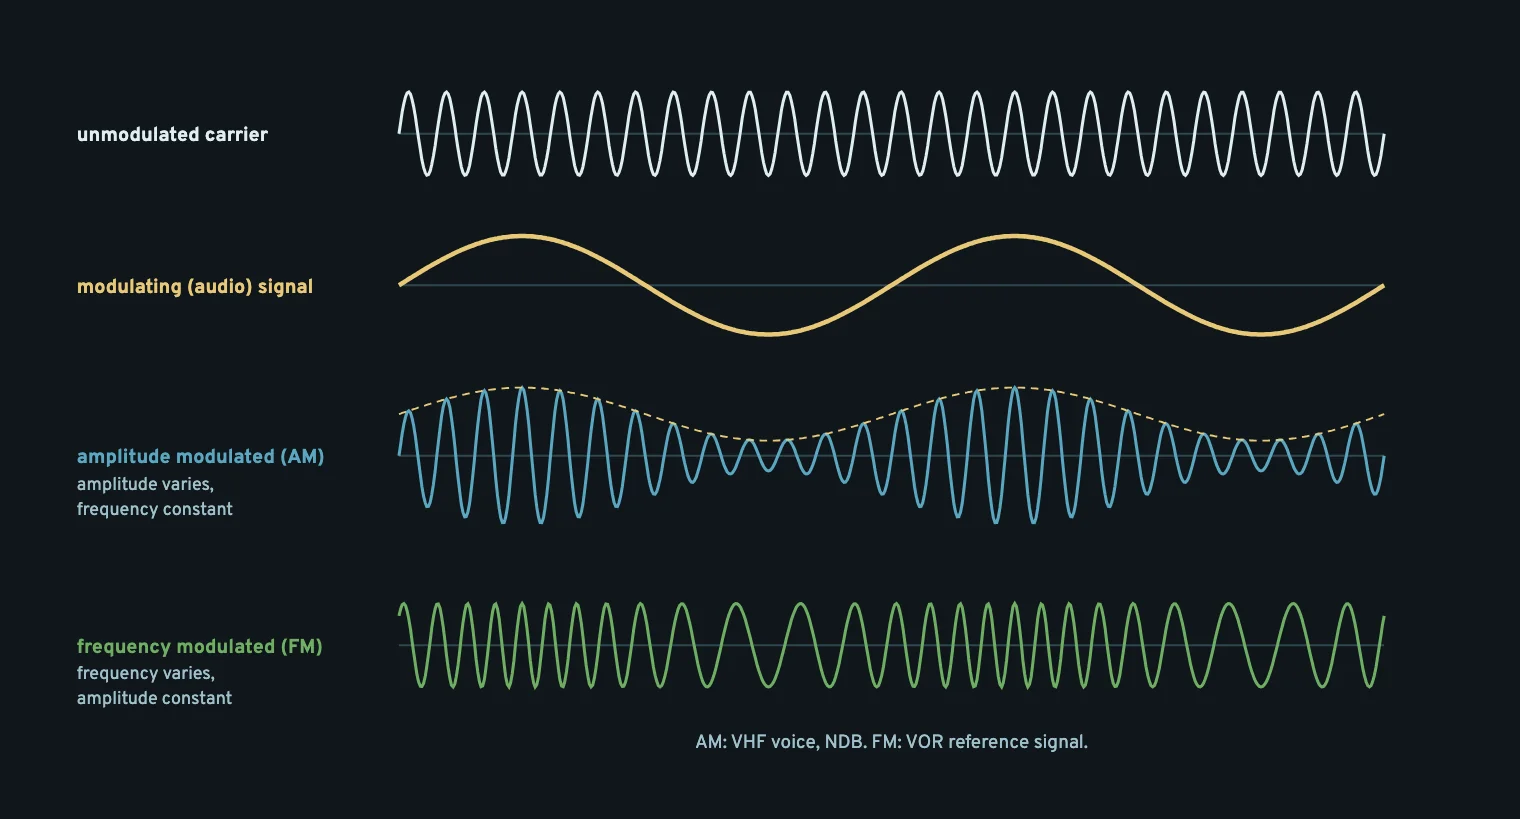 unmodulated carrier
modulating (audio) signal
amplitude modulated (AM)
amplitude varies,
frequency constant
frequency modulated (FM)
frequency varies,
amplitude constant
AM: VHF voice, NDB. FM: VOR reference signal.